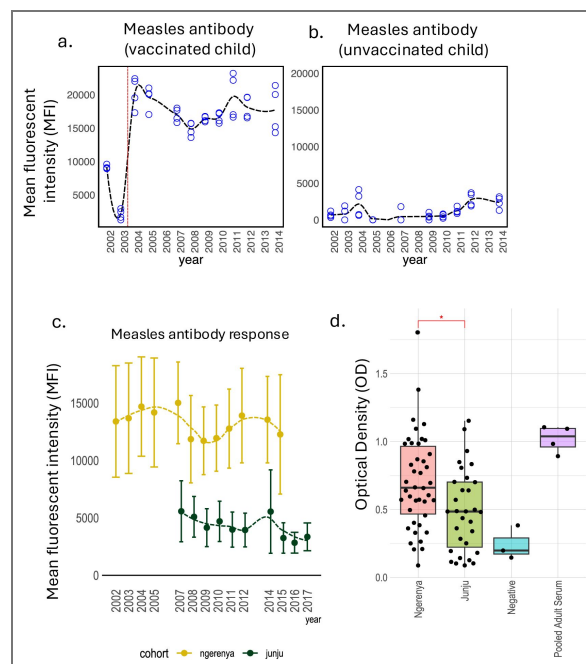 a.
Measles antibody
(vaccinated child)
b.
Measles antibody
(unvaccinated child)
Mean fluorescent
intensity (MFI)
20000
15000
10000
5000
2002
2003
2004
2005
2006
2007
2008
2009
2010
2011
2012
2013
2014
year
20000
15000
10000
5000
0
2002
2003
2004
2005
2006
2007
2008
2009
2010
2011
2012
2013
2014
year
c.
Measles antibody response
Mean fluorescent intensity (MFI)
15000
10000
5000
0
2002
2003
2004
2005
2007
2008
2009
2010
2011
2012
2014
2015
2016
2017
year
cohort ngerenya junju
d.
Optical Density (OD)
*
1.5
1.0
0.5
0.0
Ngerenya
Junju
Negative
Pooled Adult Serum